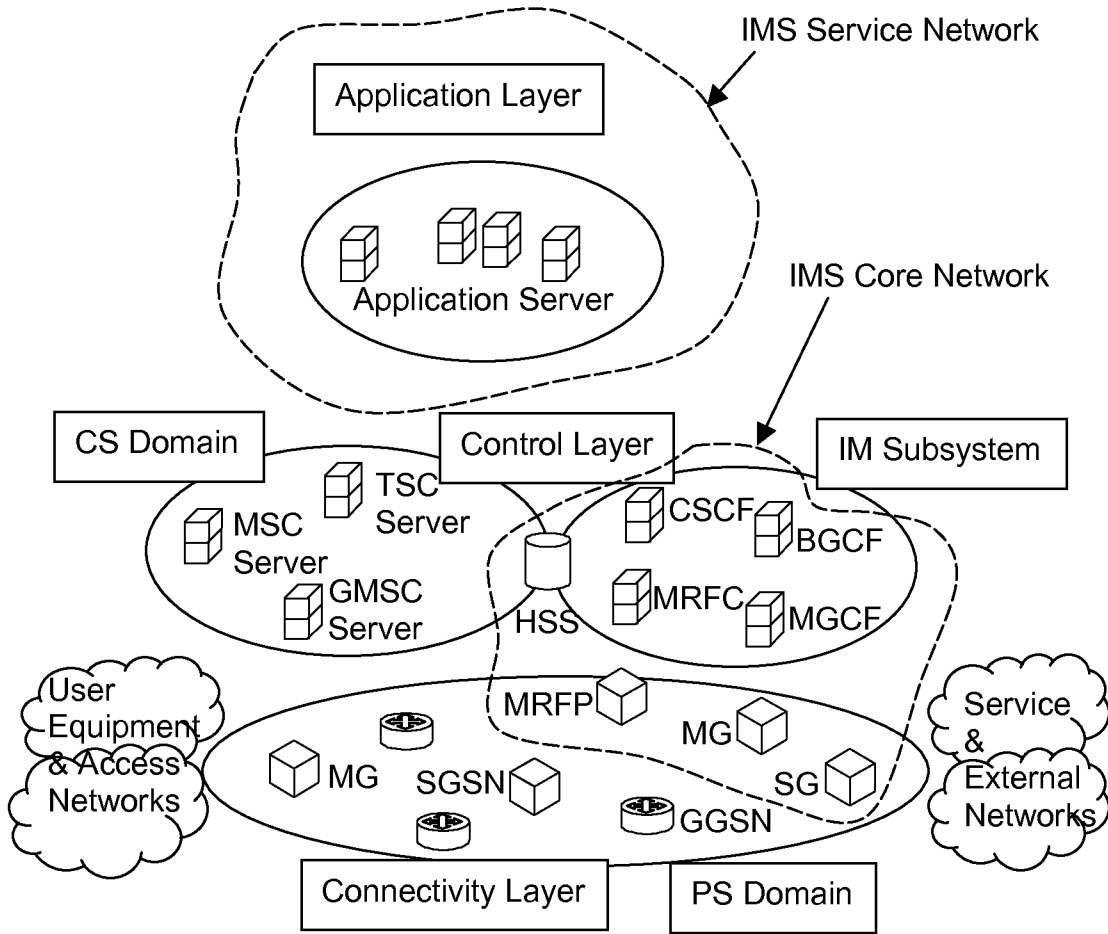 IMS Service Network
Application Layer
Application Server
IMS Core Network
CS Domain
Control Layer
IM Subsystem
TSC
Server
MSC
Server
GMSC
Server
HSS
CSCF
BGCF
MRFC
MGCF
User
Equipment
& Access
Networks
MRFP
MG
MG
SGSN
SG
GGSN
Service
&
External
Networks
Connectivity Layer
PS Domain